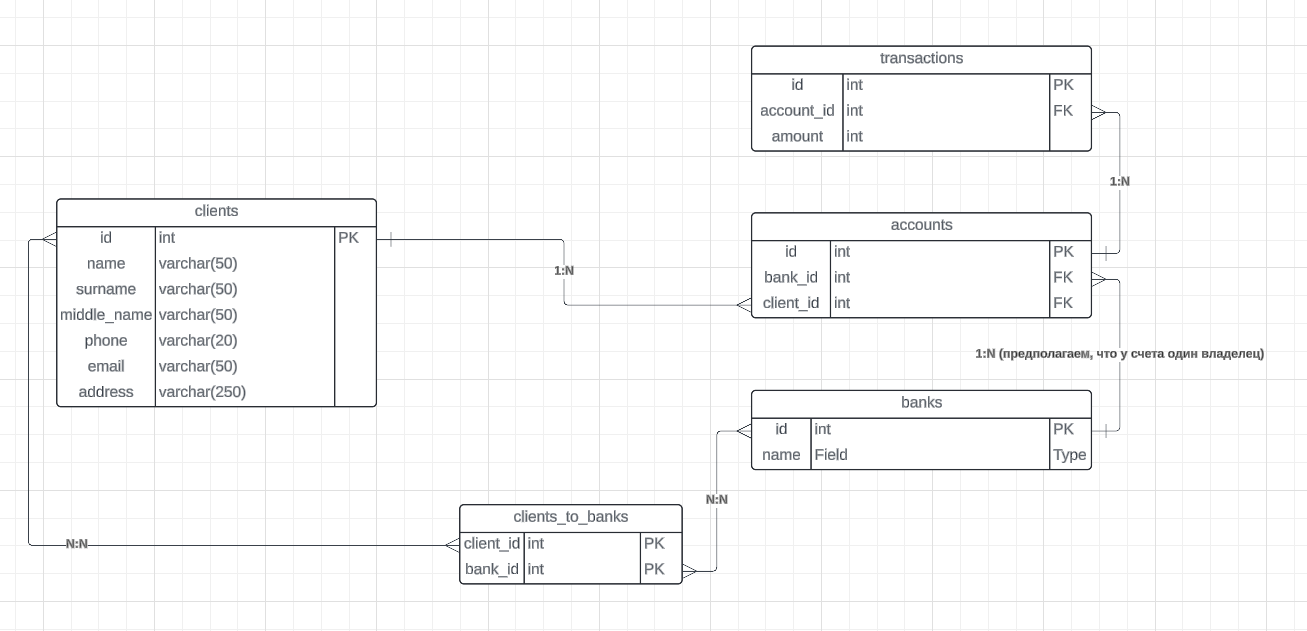 transactions
id int PK
account_id int FK
amount int
1:N
clients
id int PK
name varchar(50)
surname varchar(50)
middle_name varchar(50)
phone varchar(20)
email varchar(50)
address varchar(250)
1:N
accounts
id int PK
bank_id int FK
client_id int FK
1:N (предполагаем, что у счета один владелец)
banks
id int PK
name Field Type
N:N
clients_to_banks
client_id int PK
bank_id int PK
N:N